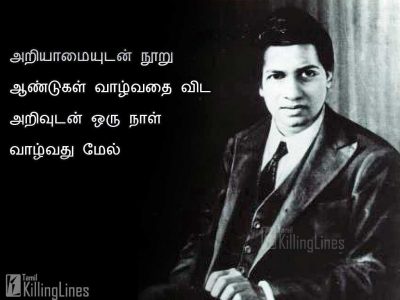 அறியாமையுடன் நூறு
ஆண்டுகள் வாழ்வதை விட
அறிவுடன் ஒரு நாள்
வாழ்வது மேல்
Tamil
KillingLines
Tamil
KillingLines